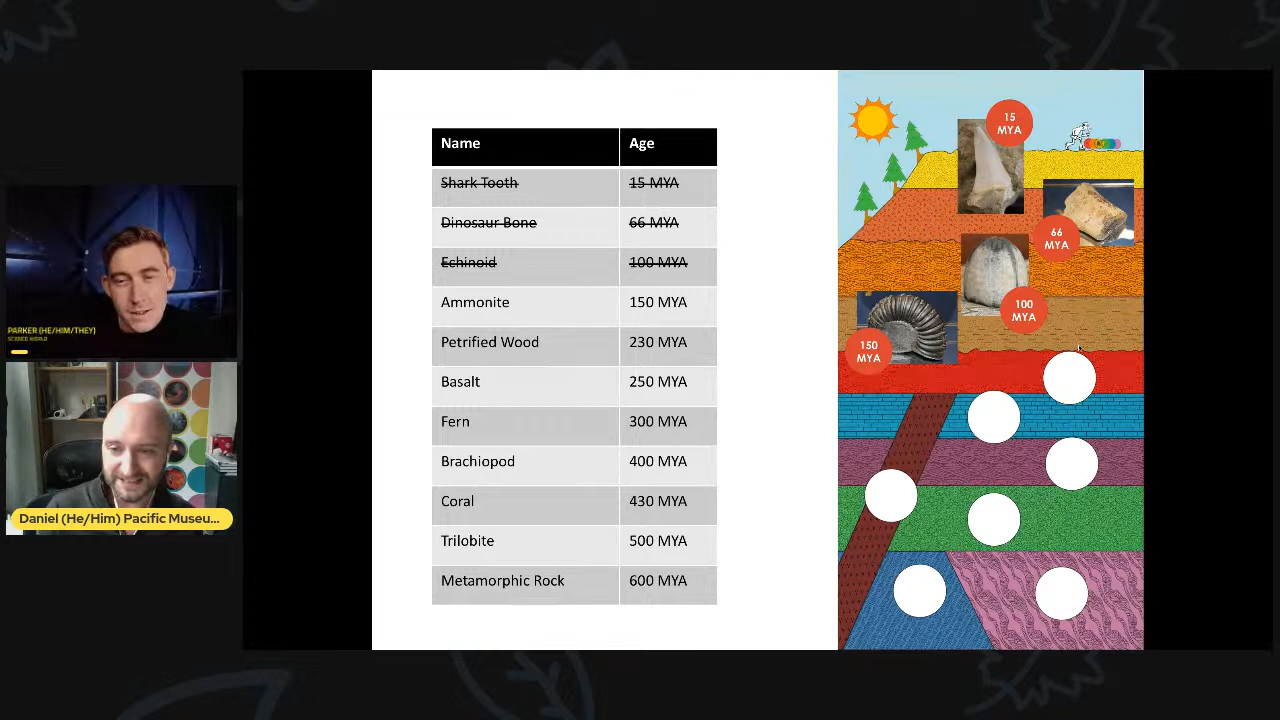 PARKER (HE/HIM/THEY)
SCIENCE WORLD
Daniel (He/Him) Pacific Museu...
Name Age
Shark Tooth 15 MYA
Dinosaur Bone 66 MYA
Echinoid 100 MYA
Ammonite 150 MYA
Petrified Wood 230 MYA
Basalt 250 MYA
Fern 300 MYA
Brachiopod 400 MYA
Coral 430 MYA
Trilobite 500 MYA
Metamorphic Rock 600 MYA
15
MYA
66
MYA
100
MYA
150
MYA